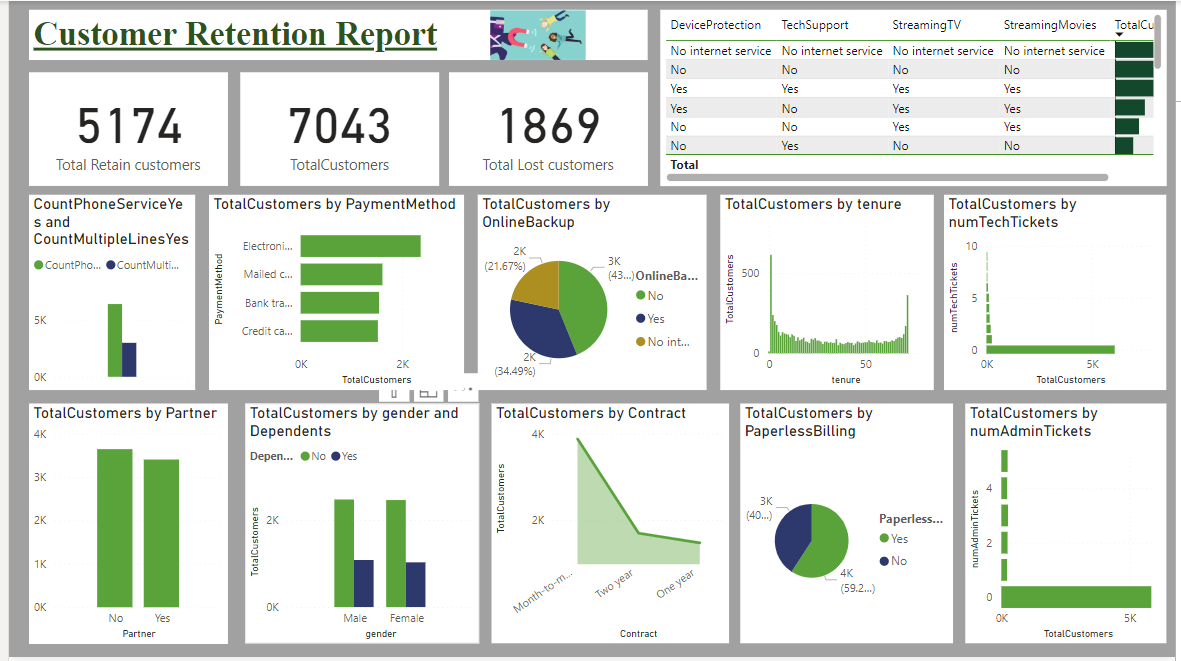 Customer Retention Report
DeviceProtection TechSupport StreamingTV StreamingMovies TotalCu
No internet service No internet service No internet service No internet service
No No No No
Yes Yes Yes Yes
Yes No Yes Yes
No No Yes Yes
No Yes No No
Total
5174
Total Retain customers
7043
TotalCustomers
1869
Total Lost customers
CountPhoneServiceYe
s and
CountMultipleLinesYes
CountPho... CountMulti...
5K
0K
TotalCustomers by PaymentMethod
PaymentMethod
Electroni...
Mailed c...
Bank tra...
Credit ca...
0K 2K
TotalCustomers
TotalCustomers by
OnlineBackup
2K
(21.67%)
3K
(43...)
2K
(34.49%)
OnlineBa...
No
Yes
No int...
TotalCustomers by tenure
TotalCustomers
500
0
0 50
tenure
TotalCustomers by
numTechTickets
numTechTickets
10
5
0
0K 5K
TotalCustomers
TotalCustomers by Partner
4K
3K
2K
1K
0K
No Yes
Partner
TotalCustomers by gender and
Dependents
Depen... No Yes
TotalCustomers
2K
0K
Male Female
gender
TotalCustomers by Contract
TotalCustomers
4K
2K
Month-to-m...
Two year
One year
Contract
TotalCustomers by
PaperlessBilling
3K
(40...)
4K
(59.2...)
Paperless...
Yes
No
TotalCustomers by
numAdminTickets
numAdminTickets
4
2
0
0K 5K
TotalCustomers